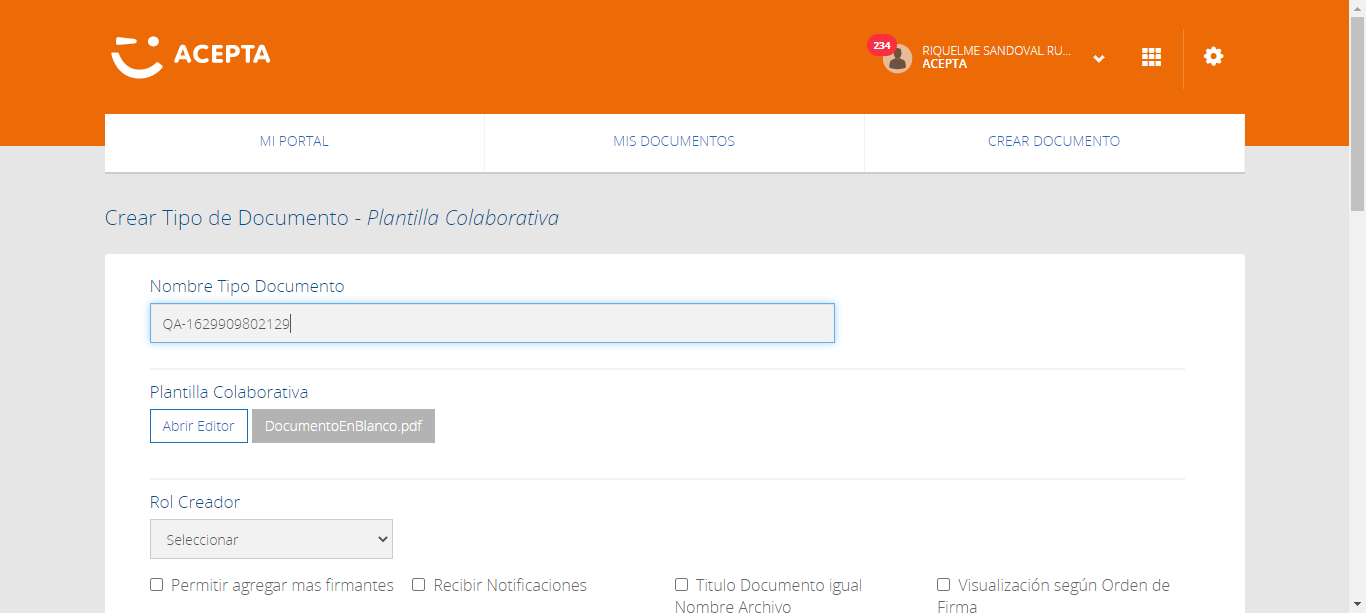 ACEPTA
234
RIQUELME SANDOVAL RU...
ACEPTA
MI PORTAL
MIS DOCUMENTOS
CREAR DOCUMENTO
Crear Tipo de Documento - Plantilla Colaborativa
Nombre Tipo Documento
QA-1629909802129
Plantilla Colaborativa
Abrir Editor
DocumentoEnBlanco.pdf
Rol Creador
Seleccionar
Permitir agregar mas firmantes
Recibir Notificaciones
Titulo Documento igual
Nombre Archivo
Visualización según Orden de
Firma